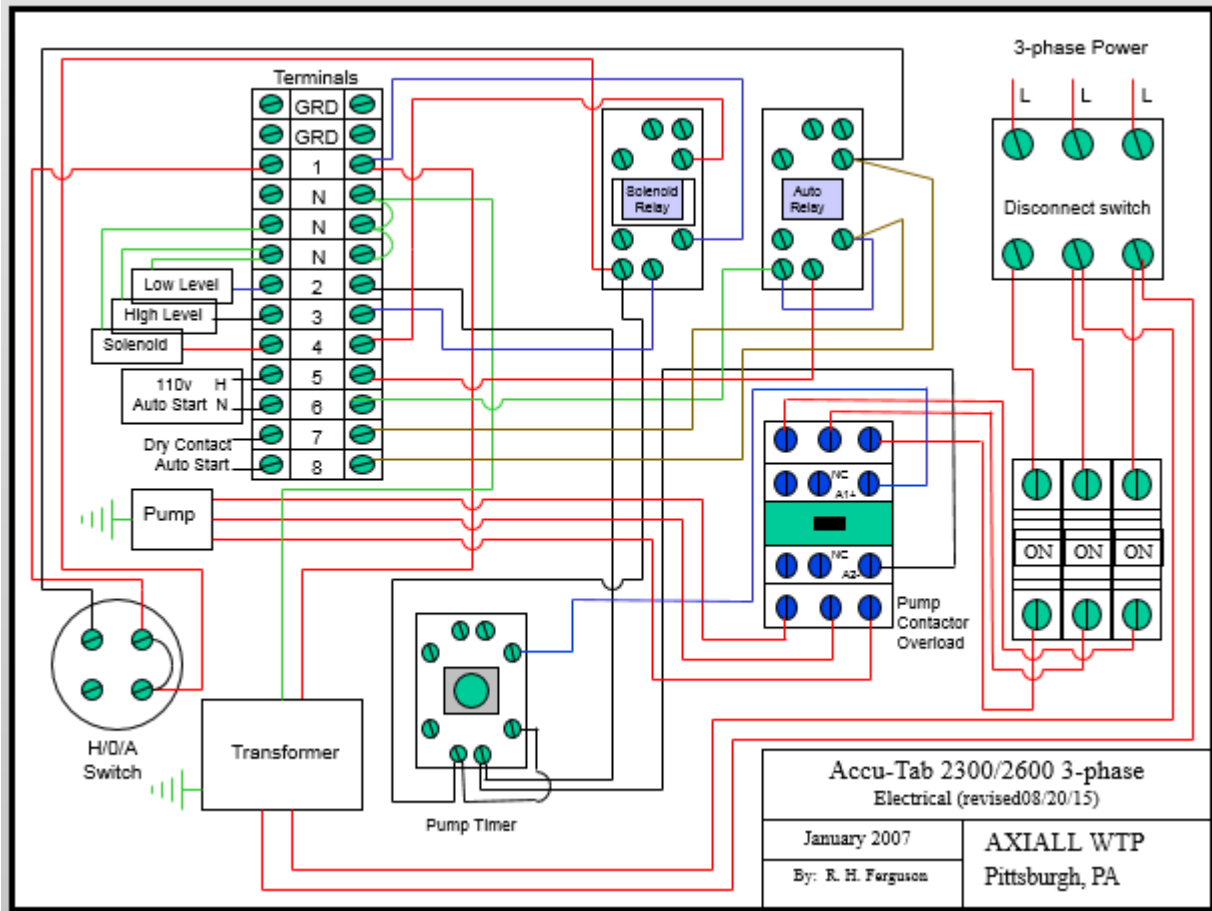 3-phase Power
L L L
Terminals
GRD
GRD
1
N
N
N
2
3
4
5
6
7
8
Low Level
High Level
Solenoid
110v H
Auto Start N
Dry Contact
Auto Start
Pump
Solenoid
Relay
Auto
Relay
Disconnect switch
NC
A1+
NC
A2-
Pump
Contactor
Overload
ON ON ON
H/0/A
Switch
Transformer
Pump Timer
Accu-Tab 2300/2600 3-phase
Electrical (revised08/20/15)
January 2007
By: R. H. Ferguson
AXIALL WTP
Pittsburgh, PA